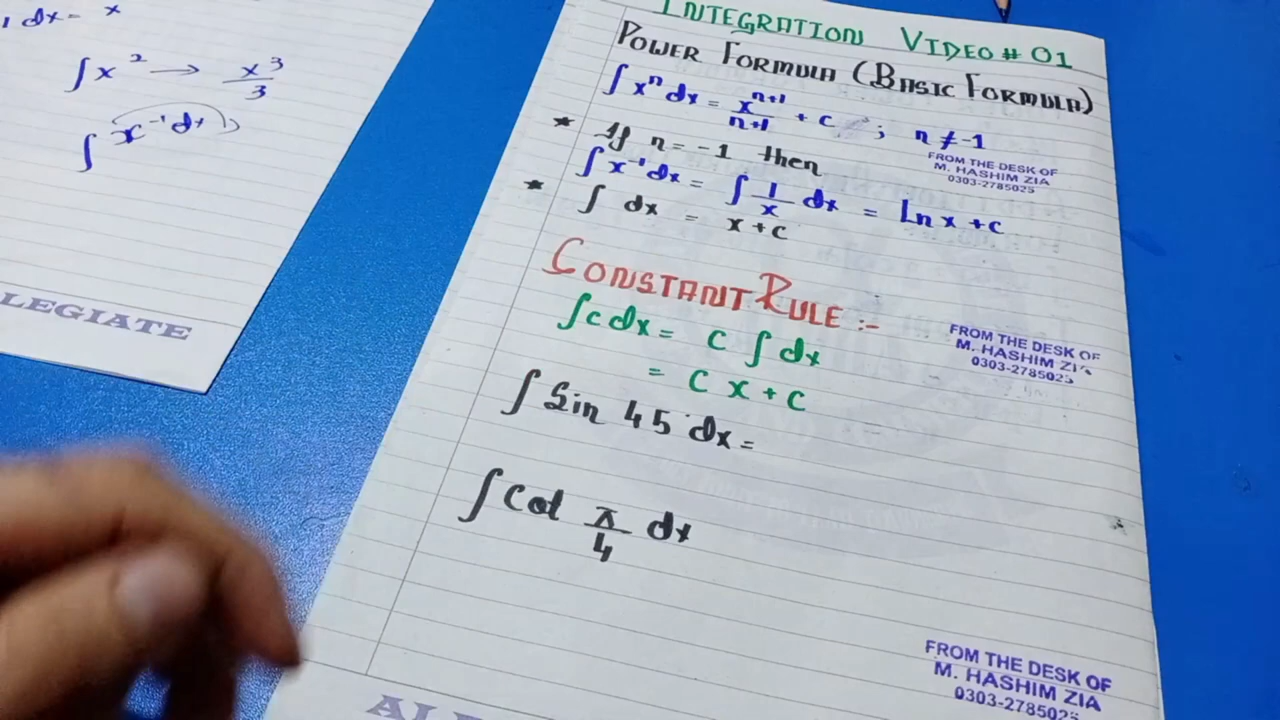 1 dx = x
∫x² → x³/3
∫x⁻¹dx
LEGIATE
INTEGRATION VIDEO # 01
POWER FORMULA (BASIC FORMULA)
∫xⁿdx = xⁿ⁺¹/n+1 + c ; n ≠ -1
* If n = -1 then
∫x⁻¹dx = ∫1/x dx = Ln x + c
* ∫ dx = x + c
FROM THE DESK OF
M. HASHIM ZIA
0303-2785025
CONSTANT RULE :-
∫c dx = c ∫dx
= c x + c
FROM THE DESK OF
M. HASHIM ZIA
0303-2785025
∫Sin 45 dx =
∫Cot π/4 dx
FROM THE DESK OF
M. HASHIM ZIA
0303-2785025